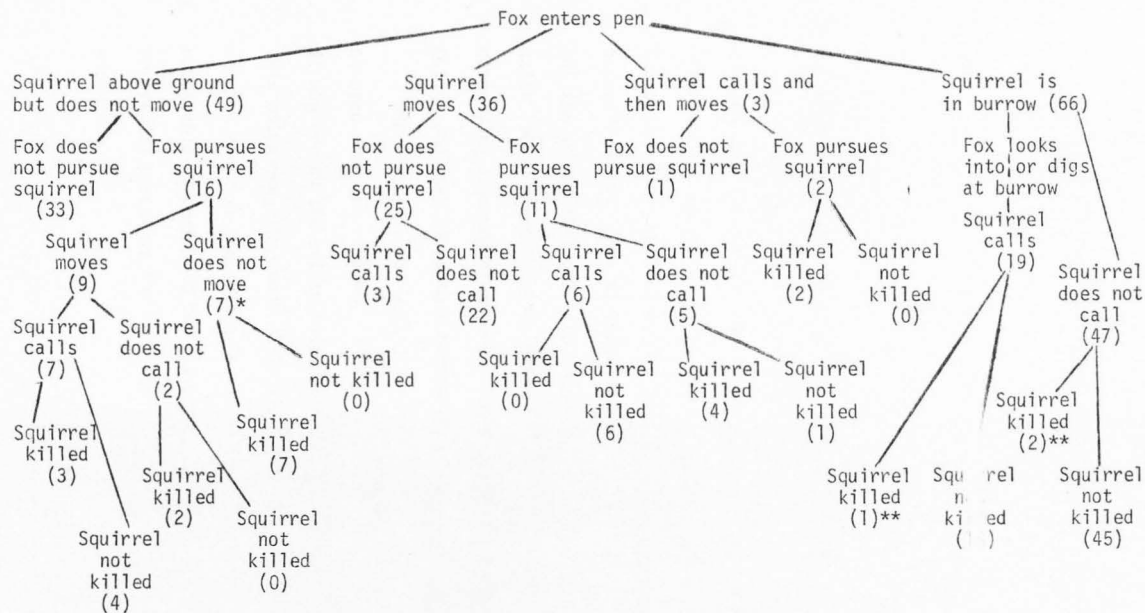 Fox enters pen
Squirrel above ground
but does not move (49)
Squirrel
moves (36)
Squirrel calls and
then moves (3)
Squirrel is
in burrow (66)
Fox does
not pursue
squirrel
(33)
Fox pursues
squirrel
(16)
Fox does
not pursue
squirrel
(25)
Fox
pursues
squirrel
(11)
Fox does not
pursue squirrel
(1)
Fox pursues
squirrel
(2)
Fox looks
into or digs
at burrow
Squirrel
moves
(9)
Squirrel
does not
move
(7)*
Squirrel
calls
(3)
Squirrel
does not
call
(22)
Squirrel
calls
(6)
Squirrel
does not
call
(5)
Squirrel
killed
(2)
Squirrel
not
killed
(0)
Squirrel
calls
(19)
Squirrel
does not
call
(47)
Squirrel
calls
(7)
Squirrel
does not
call
(2)
Squirrel
not killed
(0)
Squirrel
killed
(0)
Squirrel
not
killed
(6)
Squirrel
killed
(4)
Squirrel
not
killed
(1)
Squirrel
killed
(2)**
Squirrel
killed
(3)
Squirrel
killed
(2)
Squirrel
killed
(7)
Squirrel
killed
(1)**
Squirrel
killed
Squirrel
not
killed
(45)
Squirrel
not
killed
(4)
Squirrel
not
killed
(0)